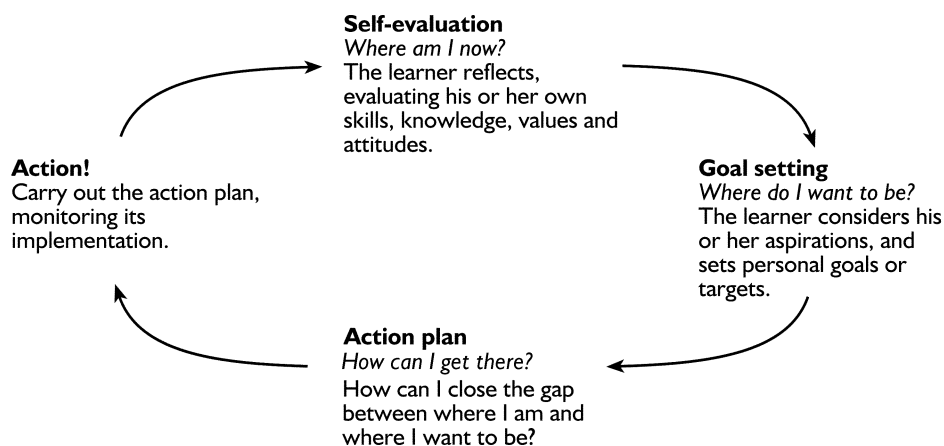 Self-evaluation
Where am I now?
The learner reflects,
evaluating his or her own
skills, knowledge, values and
attitudes.
Goal setting
Where do I want to be?
The learner considers his
or her aspirations, and
sets personal goals or
targets.
Action plan
How can I get there?
How can I close the gap
between where I am and
where I want to be?
Action!
Carry out the action plan,
monitoring its
implementation.